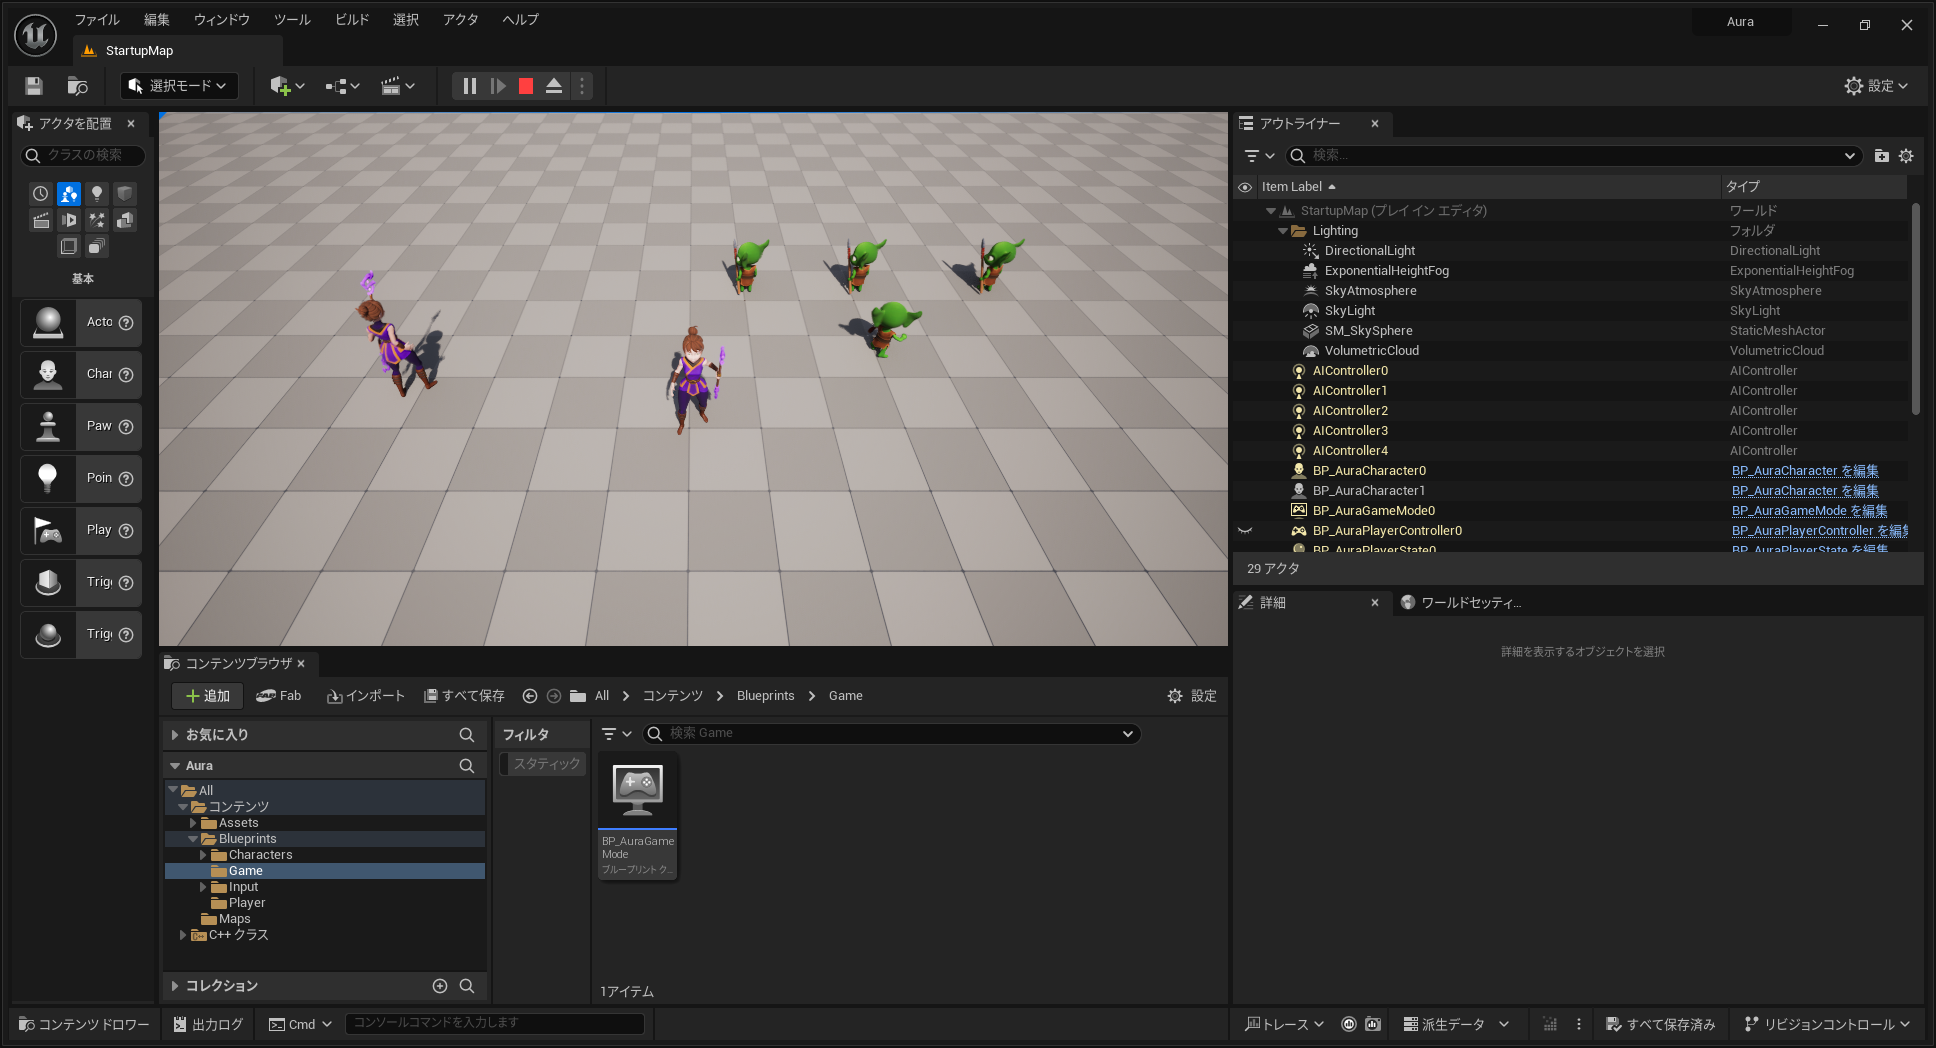 ファイル 編集 ウィンドウ ツール ビルド 選択 アクタ ヘルプ
Aura
StartupMap
選択モード
設定
アクタを配置
クラスの検索
基本
Acto
Char
Paw
Poin
Play
Trig
Trig
アウトライナー
検索...
Item Label タイプ
StartupMap (プレイ イン エディタ) ワールド
Lighting フォルダ
DirectionalLight DirectionalLight
ExponentialHeightFog ExponentialHeightFog
SkyAtmosphere SkyAtmosphere
SkyLight SkyLight
SM_SkySphere StaticMeshActor
VolumetricCloud VolumetricCloud
AIController0 AIController
AIController1 AIController
AIController2 AIController
AIController3 AIController
AIController4 AIController
BP_AuraCharacter0 BP_AuraCharacter を編集
BP_AuraCharacter1 BP_AuraCharacter を編集
BP_AuraGameMode0 BP_AuraGameMode を編集
BP_AuraPlayerController0 BP_AuraPlayerController を編集
BP_AuraPlayerState0 BP_AuraPlayerState を編集
29 アクタ
詳細 ワールドセッティ...
詳細を表示するオブジェクトを選択
コンテンツブラウザ
追加 Fab インポート すべて保存 All コンテンツ Blueprints Game 設定
お気に入り
Aura
All
コンテンツ
Assets
Blueprints
Characters
Game
Input
Player
Maps
C++ クラス
コレクション
フィルタ
スタティック
検索 Game
BP_AuraGame
Mode
ブループリント ク...
1アイテム
コンテンツ ドロワー 出力ログ Cmd コンソールコマンドを入力します
トレース 派生データ すべて保存済み リビジョンコントロール